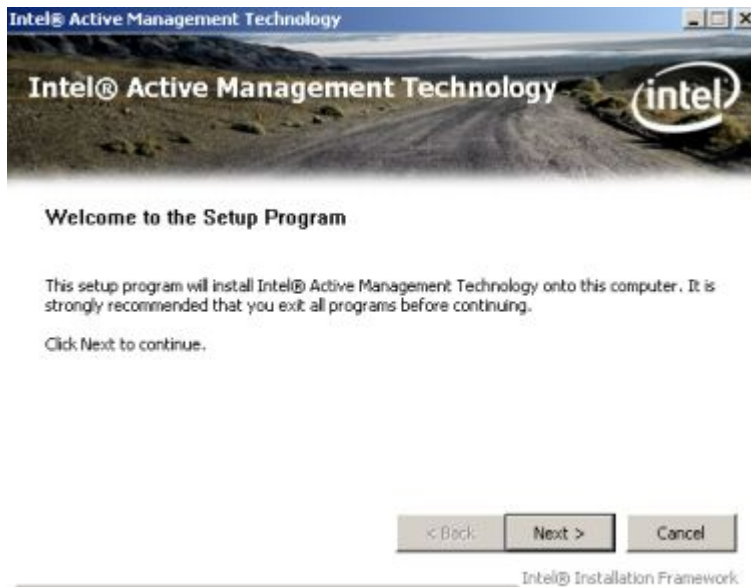 Intel® Active Management Technology
Intel® Active Management Technology
intel
Welcome to the Setup Program
This setup program will install Intel® Active Management Technology onto this computer. It is
strongly recommended that you exit all programs before continuing.
Click Next to continue.
< Back Next > Cancel
Intel® Installation Framework